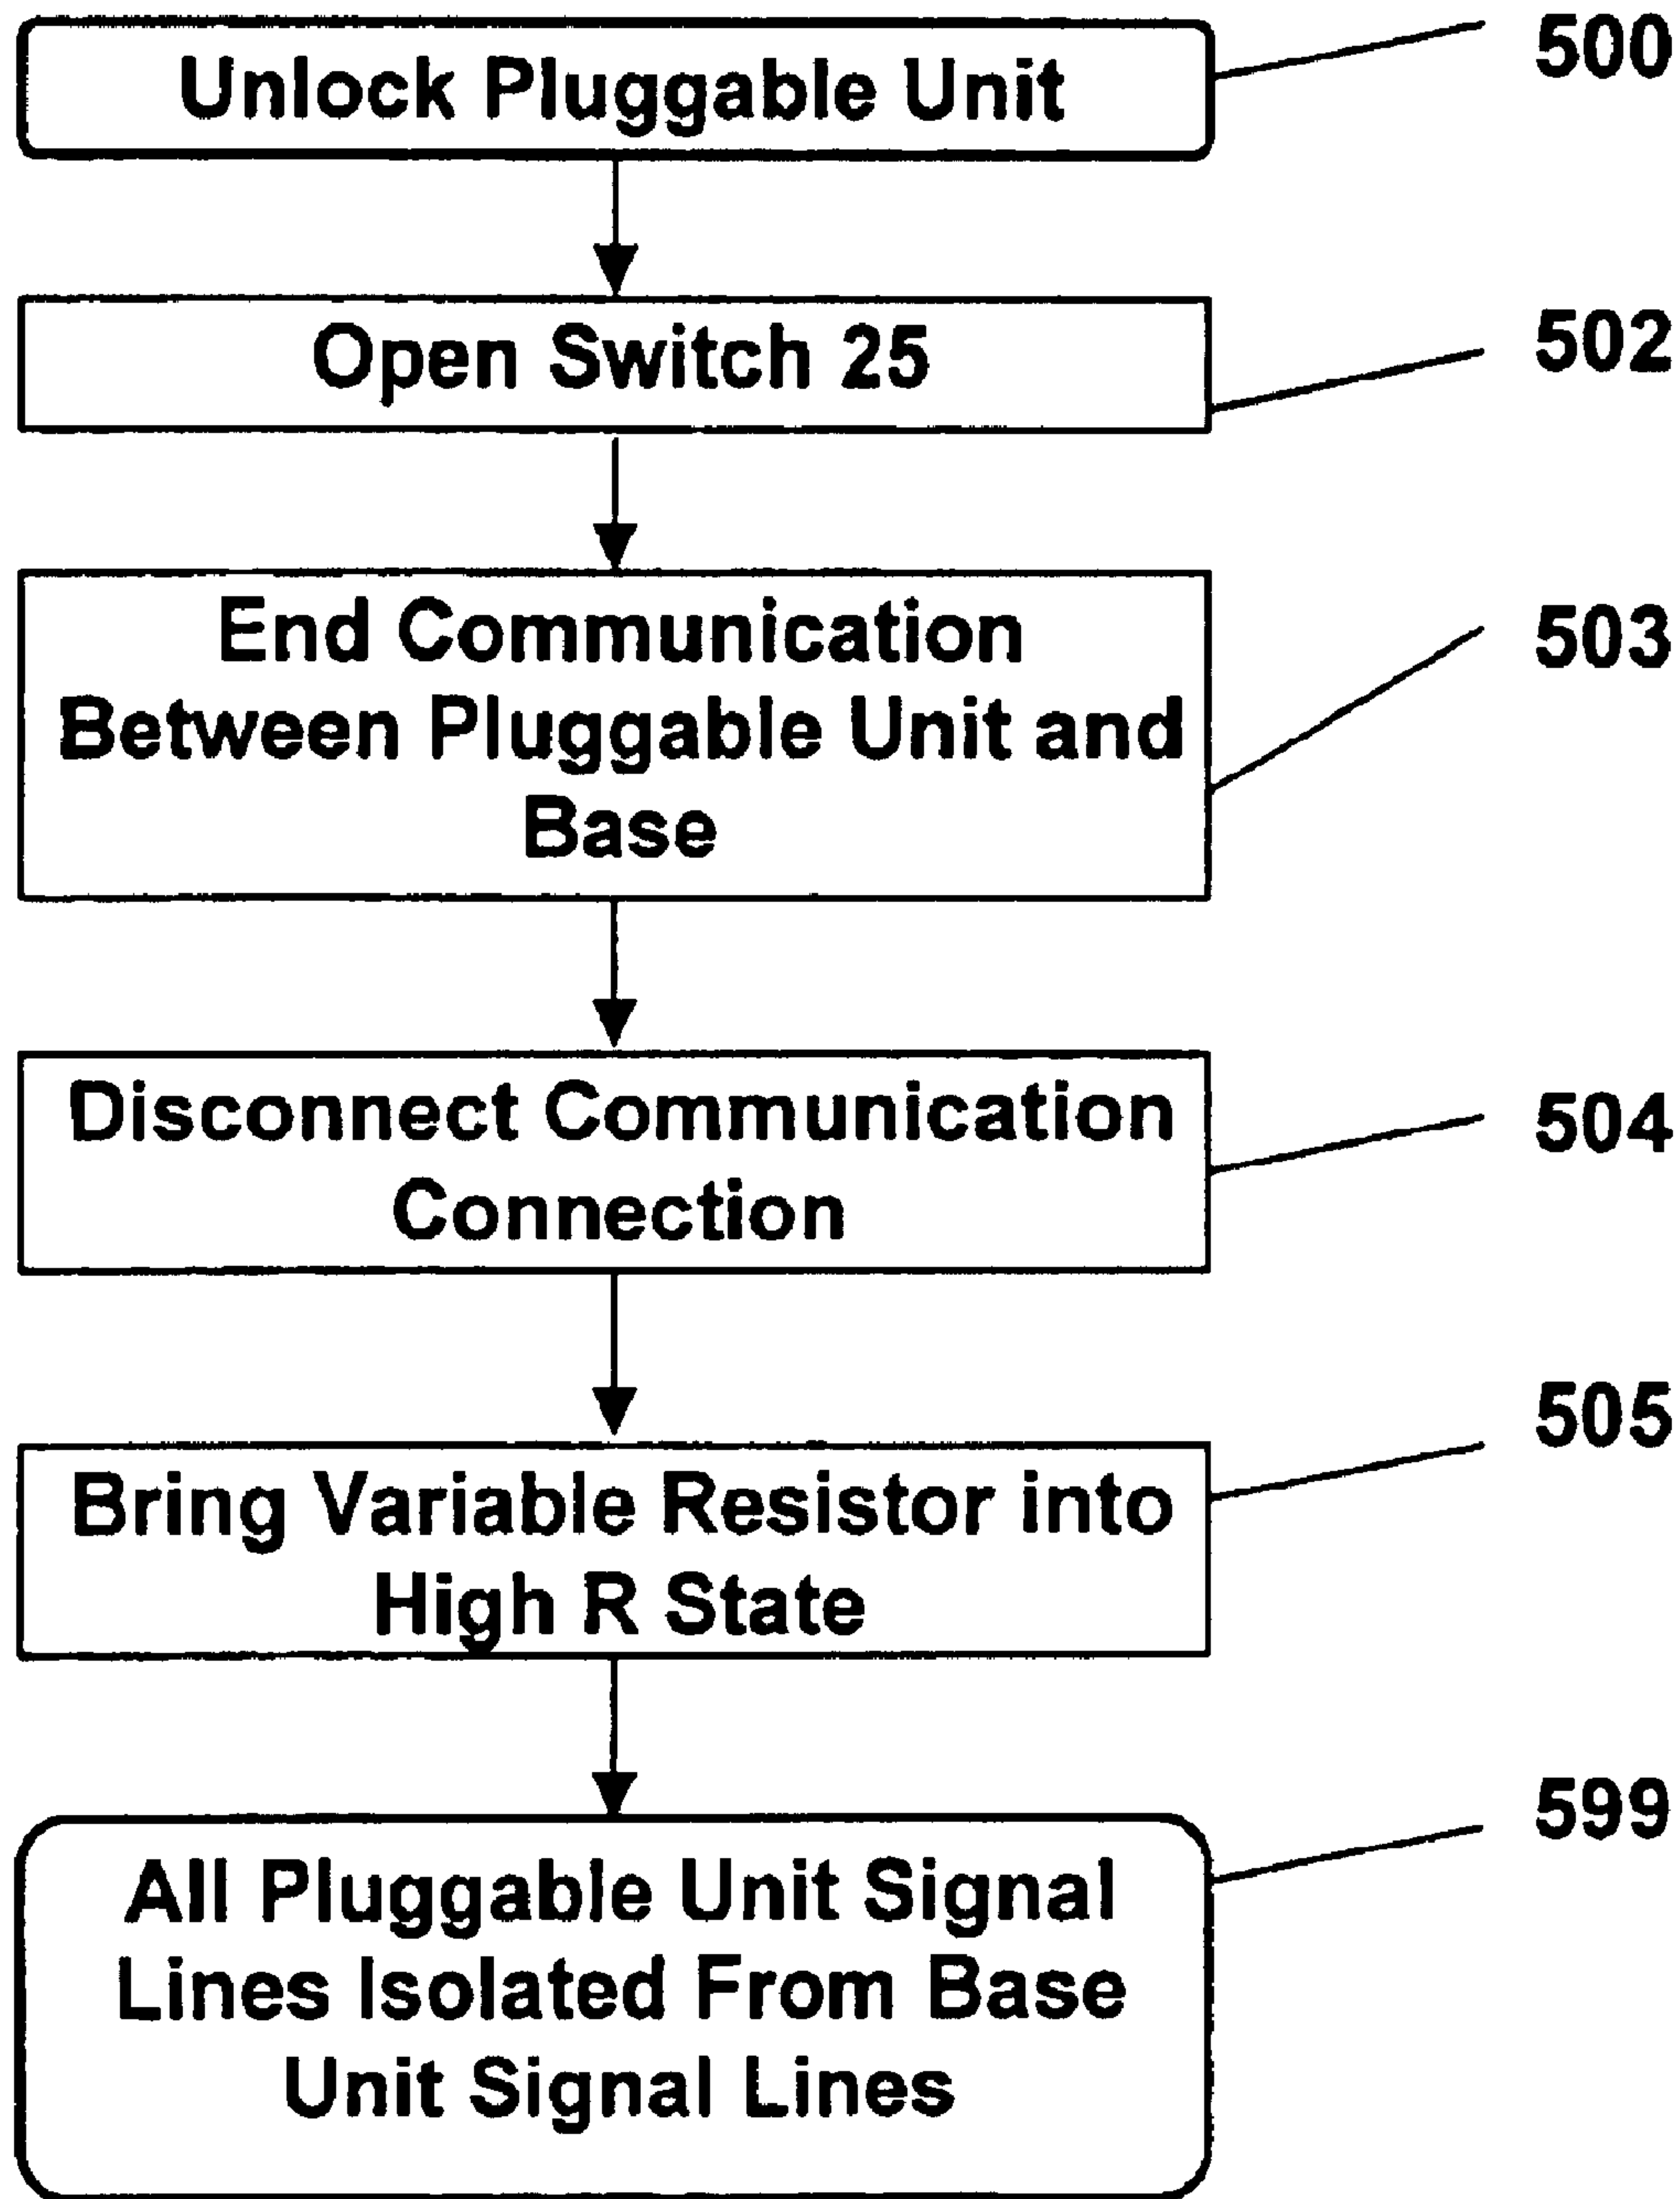 Unlock Pluggable Unit
500
Open Switch 25
502
End Communication
Between Pluggable Unit and
Base
503
Disconnect Communication
Connection
504
Bring Variable Resistor into
High R State
505
All Pluggable Unit Signal
Lines Isolated From Base
Unit Signal Lines
599